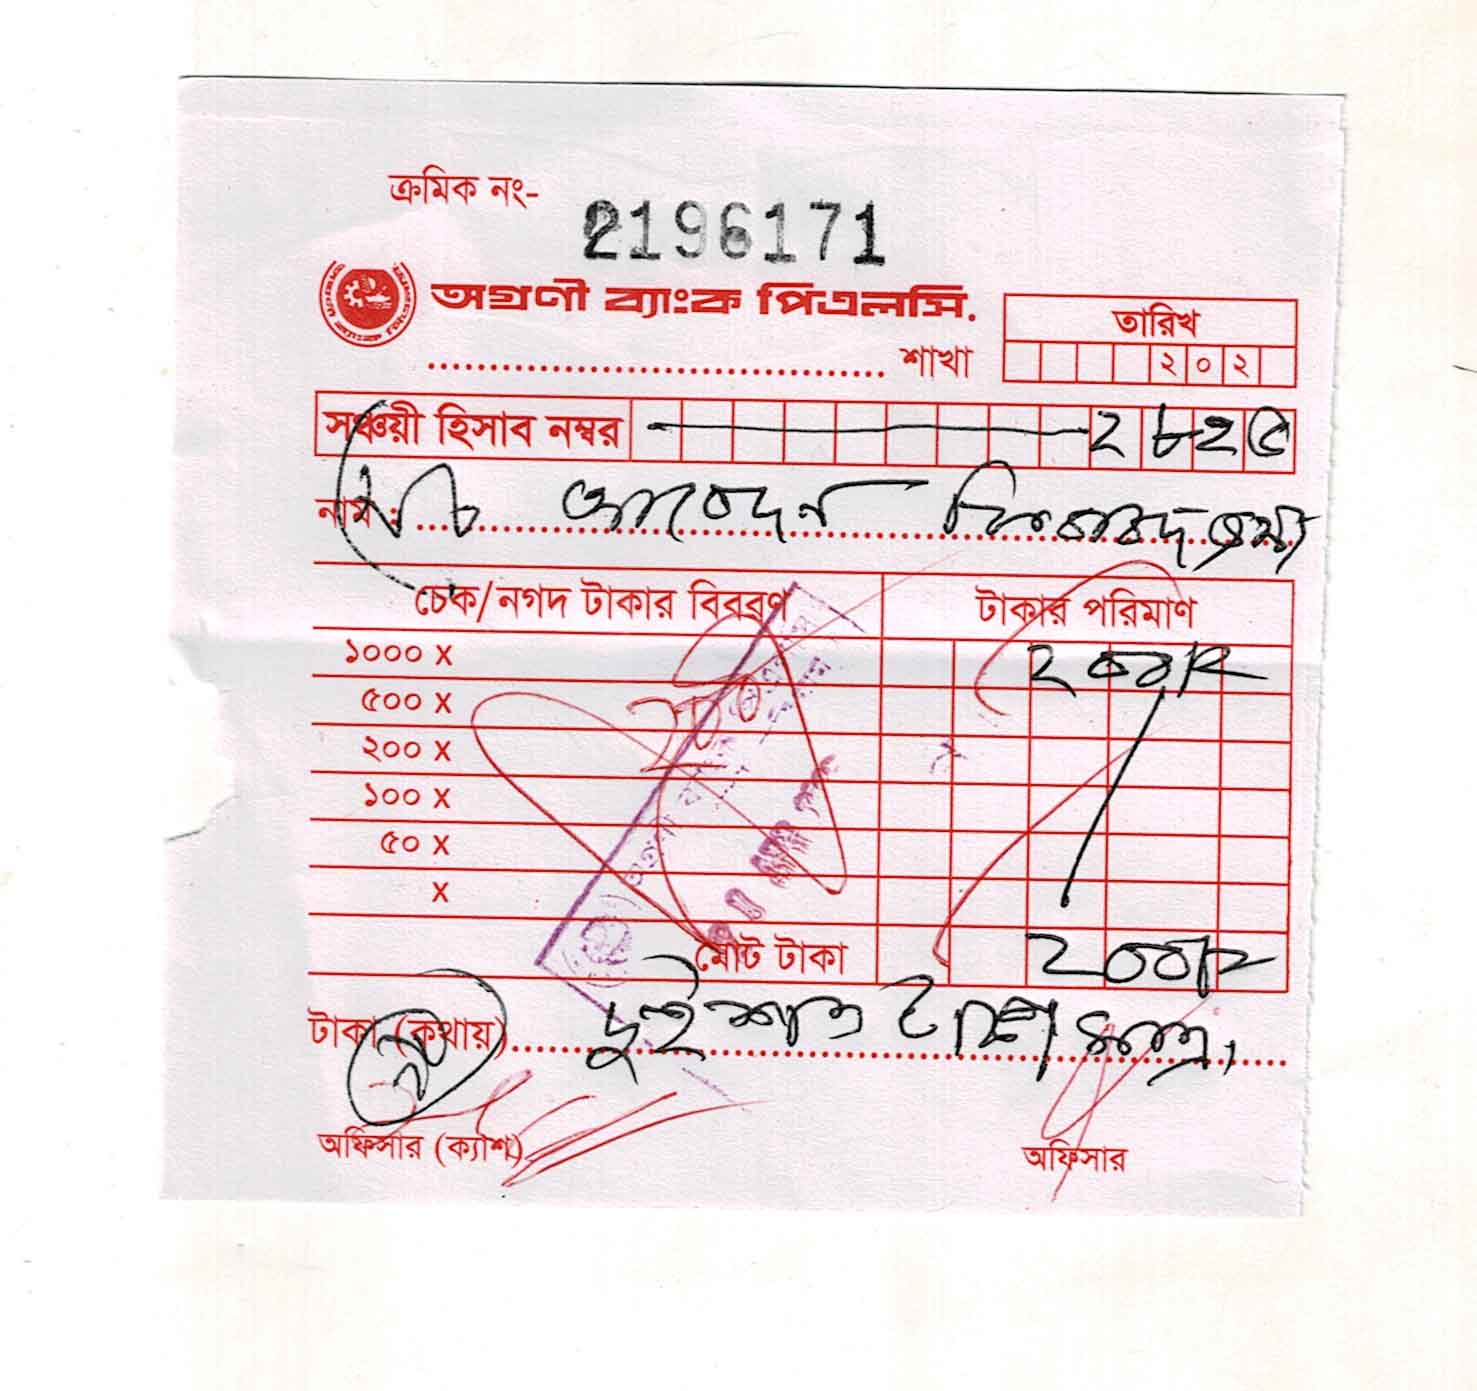 ক্রমিক নং-
2196171
অগ্রণী ব্যাংক পিএলসি.
তারিখ
শাখা
২০২
সঞ্চয়ী হিসাব নম্বর ২৮২৫
নাম :
চেক/নগদ টাকার বিবরণ টাকার পরিমাণ
১০০০ x ২০০/=
৫০০ x
২০০ x
১০০ x
৫০ x
x
মোট টাকা ২০০/=
টাকা (কথায়) দুইশত টাকা মাত্র,
অফিসার (ক্যাশ) অফিসার